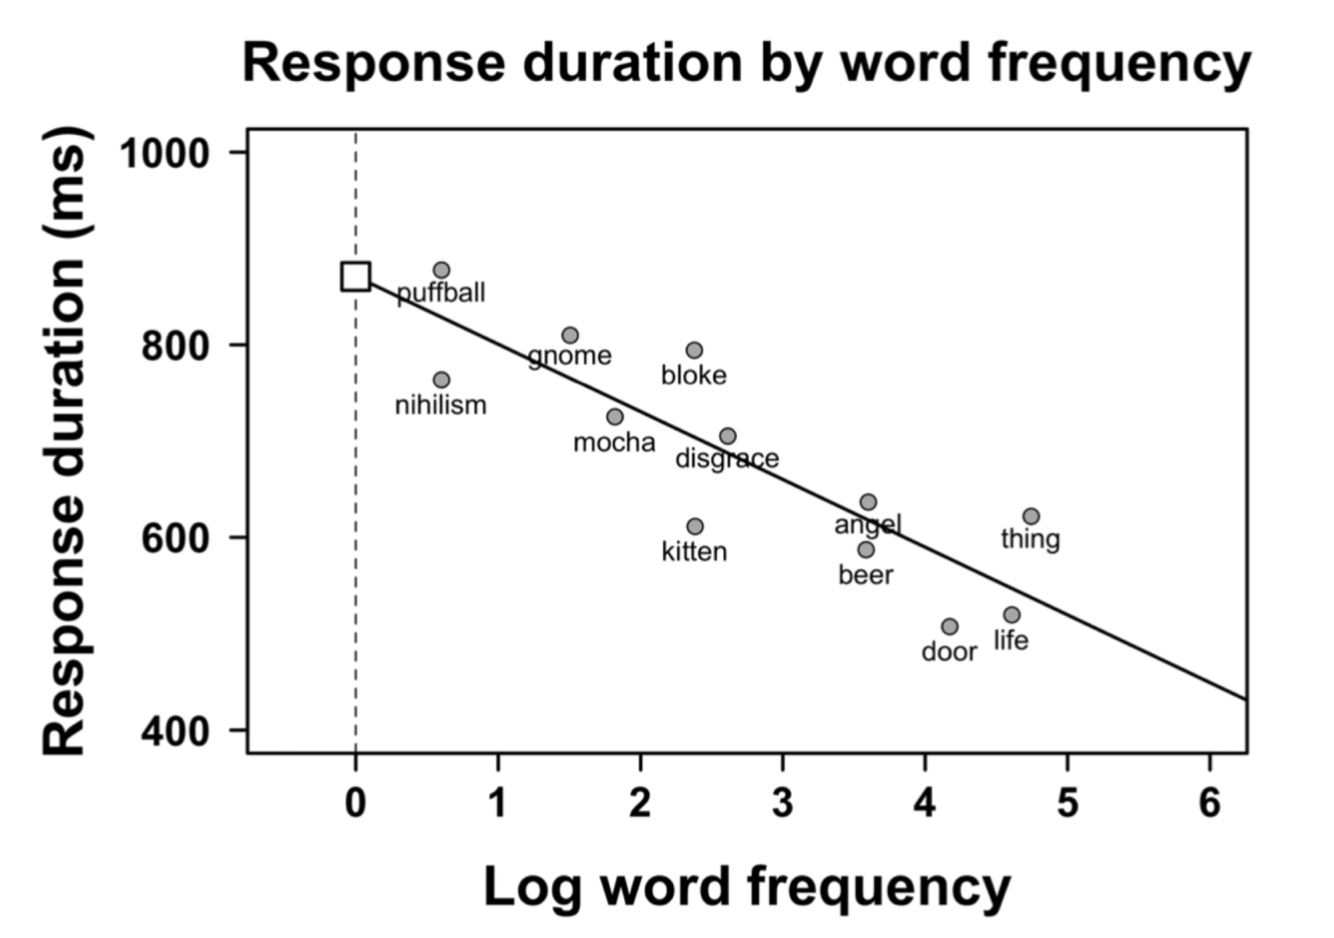 Response duration by word frequency
Response duration (ms)
1000
800
600
400
puffball
nihilism
gnome
bloke
mocha
disgrace
kitten
angel
beer
thing
door
life
0 1 2 3 4 5 6
Log word frequency